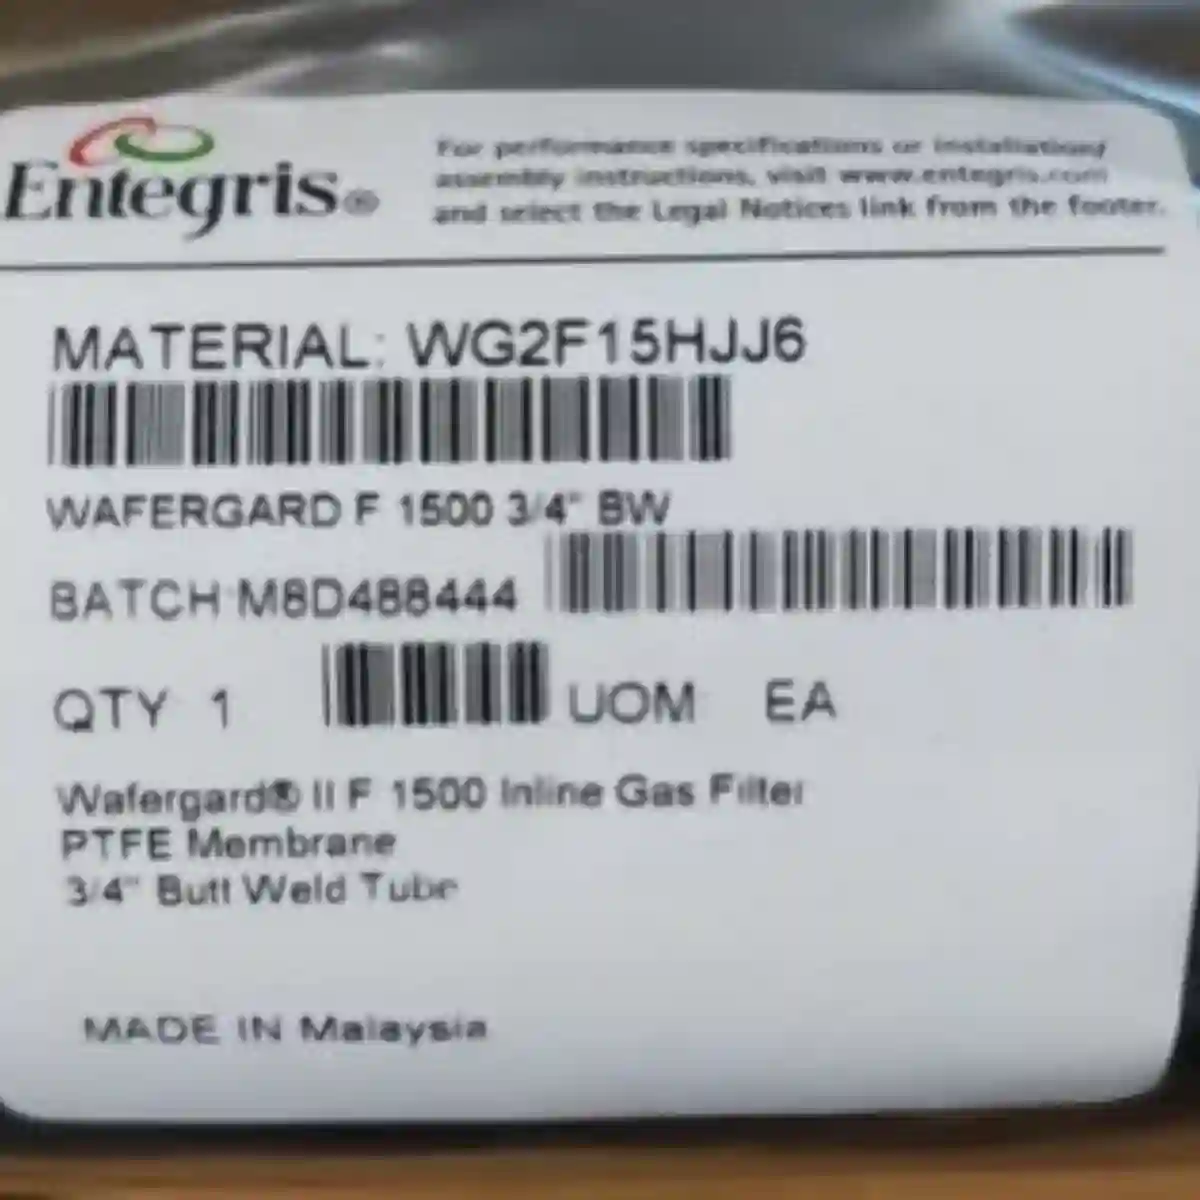 Entegris®
For performance specifications or installation/
assembly instructions, visit www.entegris.com
and select the Legal Notices link from the footer.
MATERIAL: WG2F15HJJ6
WAFERGARD F 1500 3/4" BW
BATCH M8D488444
QTY 1 UOM EA
Wafergard® II F 1500 Inline Gas Filter
PTFE Membrane
3/4" Butt Weld Tube
MADE IN Malaysia